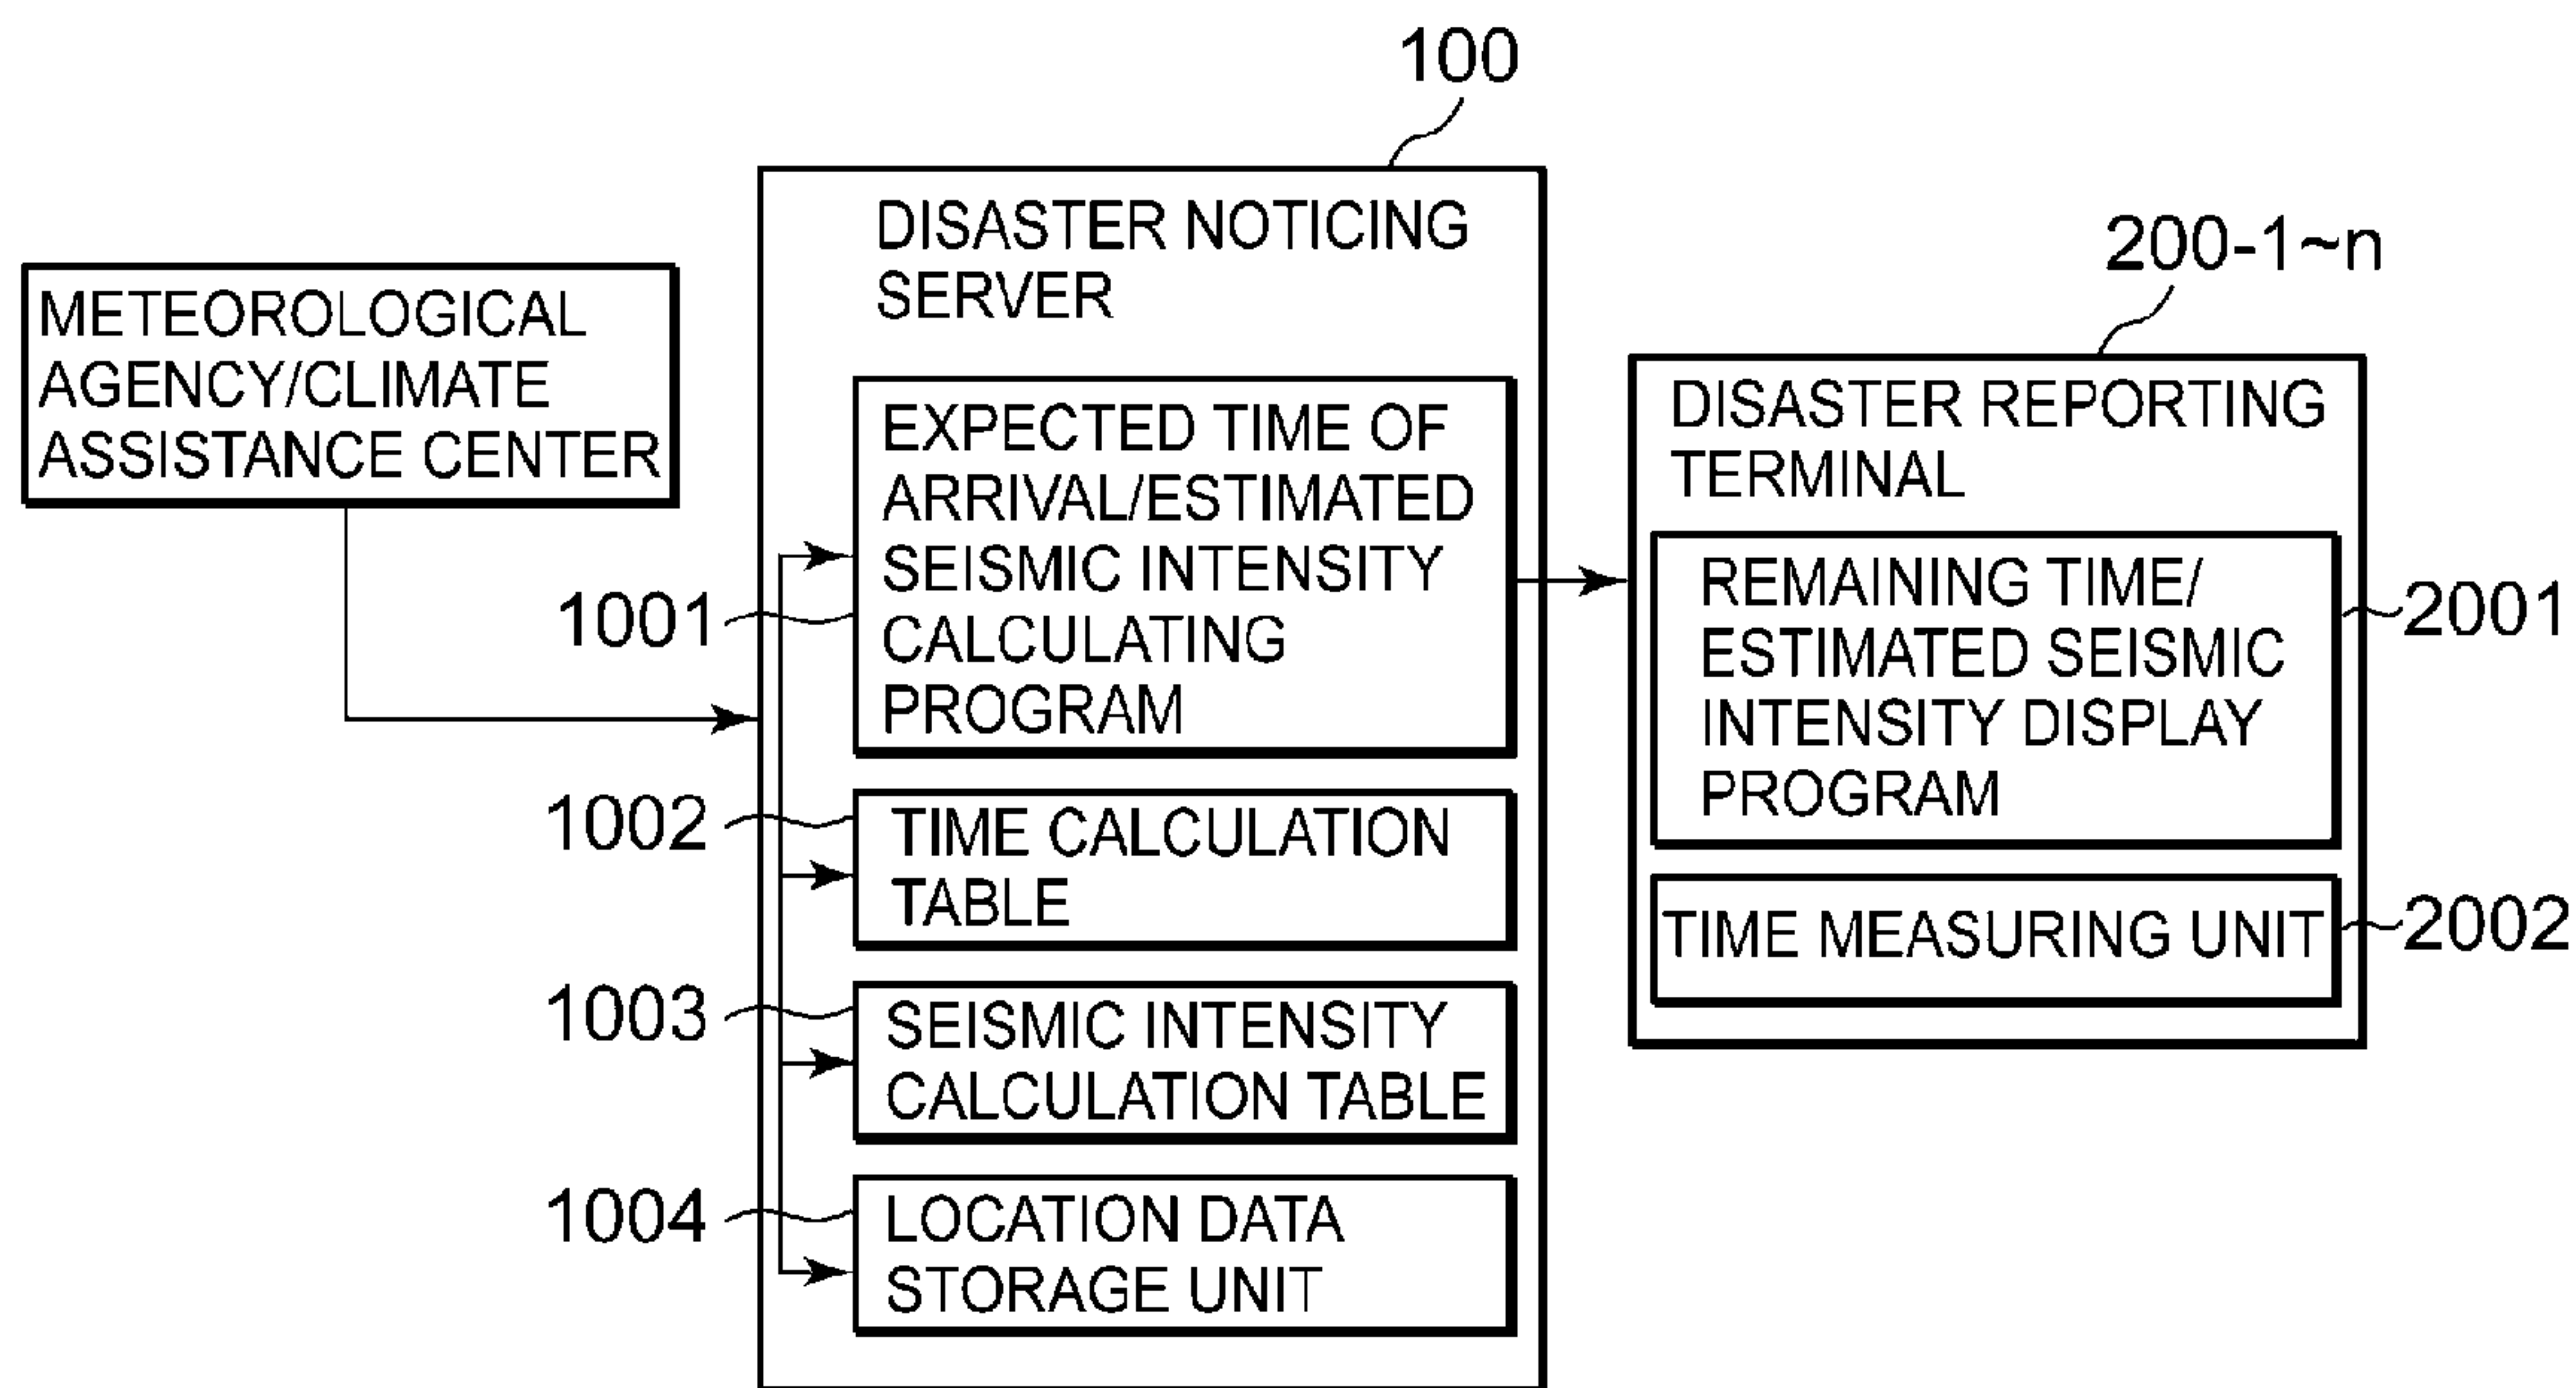 100
DISASTER NOTICING
SERVER
200-1~n
METEOROLOGICAL
AGENCY/CLIMATE
ASSISTANCE CENTER
EXPECTED TIME OF
ARRIVAL/ESTIMATED
SEISMIC INTENSITY
CALCULATING
PROGRAM
1001
DISASTER REPORTING
TERMINAL
REMAINING TIME/
ESTIMATED SEISMIC
INTENSITY DISPLAY
PROGRAM
2001
1002
TIME CALCULATION
TABLE
TIME MEASURING UNIT
2002
1003
SEISMIC INTENSITY
CALCULATION TABLE
1004
LOCATION DATA
STORAGE UNIT